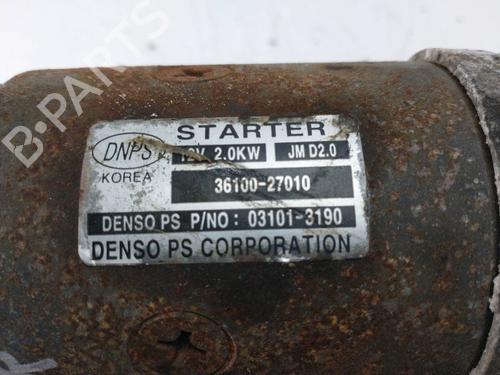 STARTER
DNPS 12V 2.0KW JM D2.0
KOREA 36100-27010
DENSO PS P/NO : 03101-3190
DENSO PS CORPORATION
B-PARTS